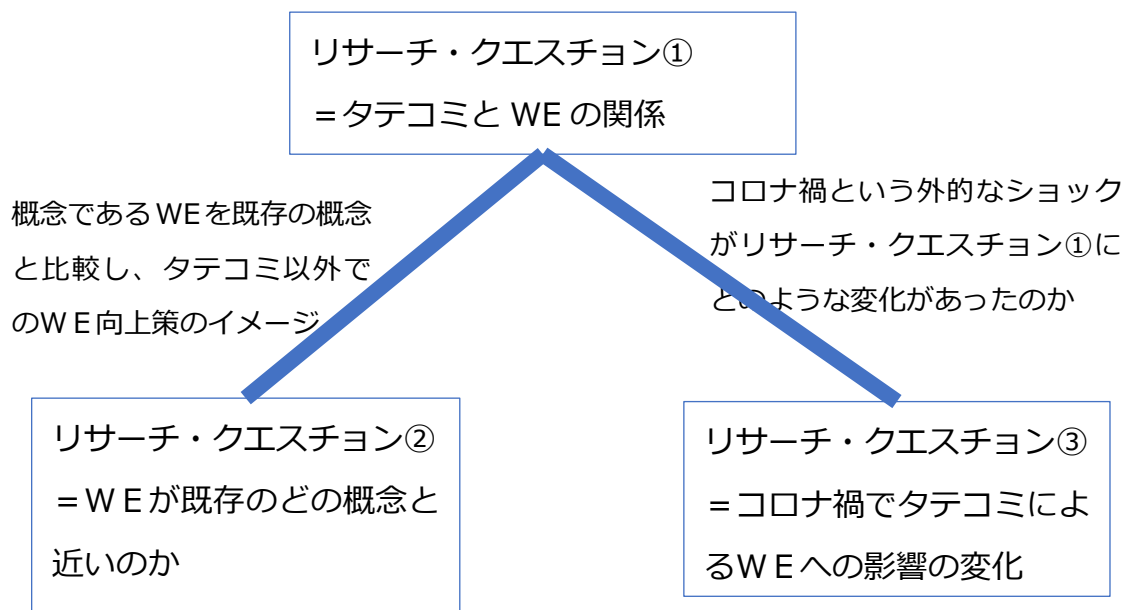 リサーチ・クエスチョン①
＝タテコミと WE の関係
概念であるWEを既存の概念
と比較し、タテコミ以外で
のＷＥ向上策のイメージ
コロナ禍という外的なショック
がリサーチ・クエスチョン①に
どのような変化があったのか
リサーチ・クエスチョン②
＝ＷＥが既存のどの概念と
近いのか
リサーチ・クエスチョン③
＝コロナ禍でタテコミによ
るＷＥへの影響の変化